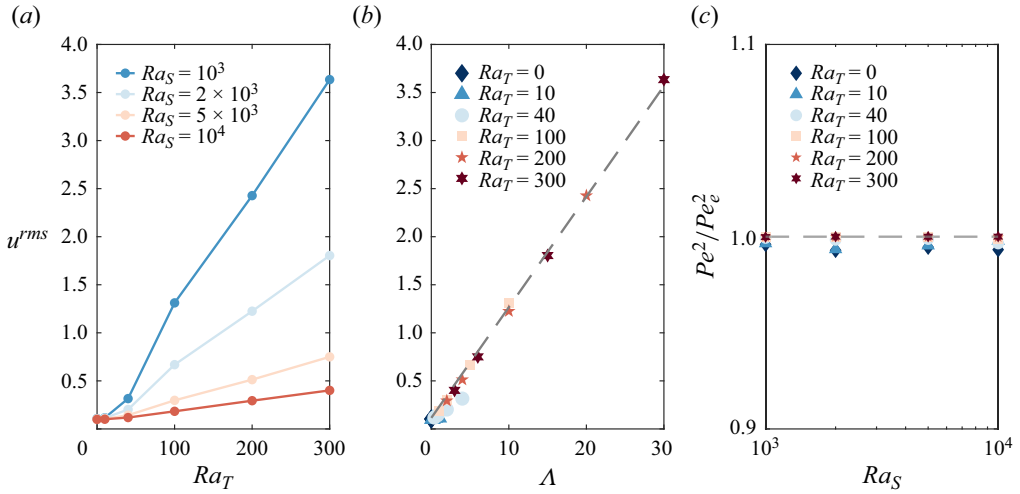 (a)
4.0
3.5
3.0
2.5
2.0
1.5
1.0
0.5
0
100
200
300
u^rms
Ra_T
Ra_S = 10^3
Ra_S = 2 × 10^3
Ra_S = 5 × 10^3
Ra_S = 10^4
(b)
4.0
3.5
3.0
2.5
2.0
1.5
1.0
0.5
0
10
20
30
Λ
Ra_T = 0
Ra_T = 10
Ra_T = 40
Ra_T = 100
Ra_T = 200
Ra_T = 300
(c)
1.1
1.0
0.9
10^3
10^4
Pe^2/Pe_e^2
Ra_S
Ra_T = 0
Ra_T = 10
Ra_T = 40
Ra_T = 100
Ra_T = 200
Ra_T = 300